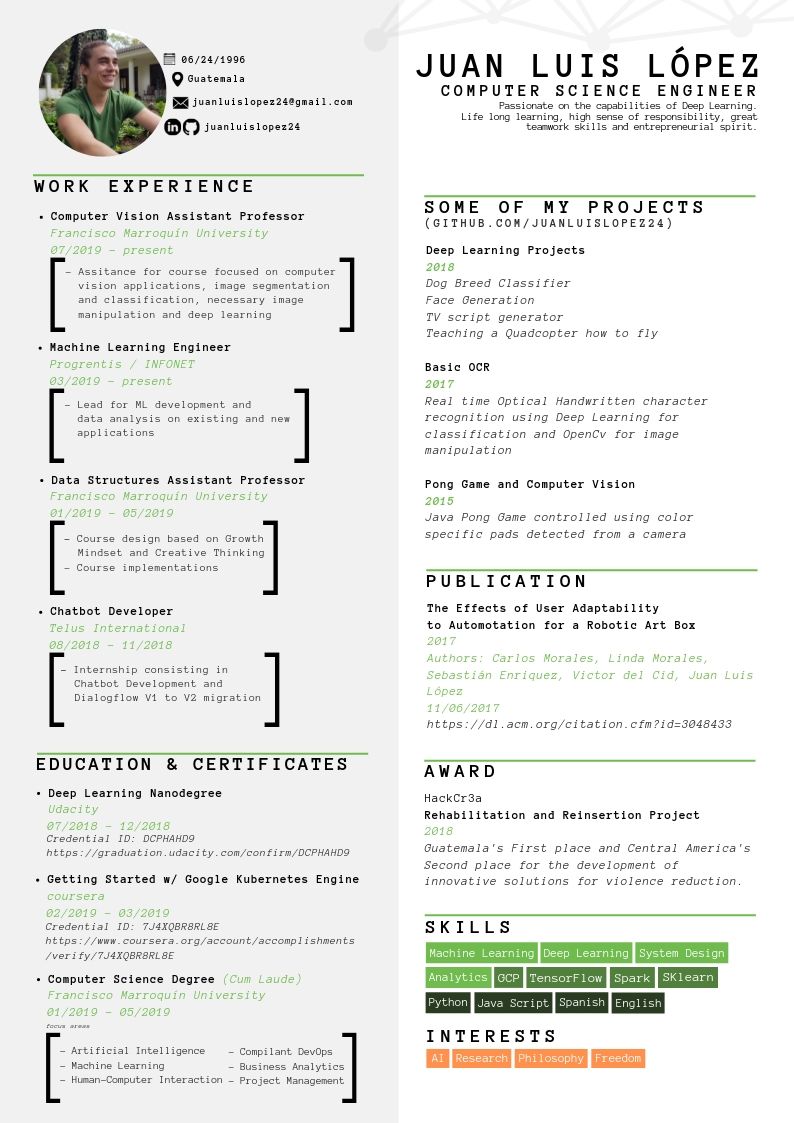 06/24/1996
Guatemala
juanluislopez24@gmail.com
in juanluislopez24
WORK EXPERIENCE
• Computer Vision Assistant Professor
Francisco Marroquín University
07/2019 - present
- Assitance for course focused on computer
vision applications, image segmentation
and classification, necessary image
manipulation and deep learning
• Machine Learning Engineer
Progrentis / INFONET
03/2019 - present
- Lead for ML development and
data analysis on existing and new
applications
• Data Structures Assistant Professor
Francisco Marroquín University
01/2019 - 05/2019
- Course design based on Growth
Mindset and Creative Thinking
- Course implementations
• Chatbot Developer
Telus International
08/2018 - 11/2018
- Internship consisting in
Chatbot Development and
Dialogflow V1 to V2 migration
EDUCATION & CERTIFICATES
• Deep Learning Nanodegree
Udacity
07/2018 - 12/2018
Credential ID: DCPHAHD9
https://graduation.udacity.com/confirm/DCPHAHD9
• Getting Started w/ Google Kubernetes Engine
coursera
02/2019 - 03/2019
Credential ID: 7J4XQBR8RL8E
https://www.coursera.org/account/accomplishments
/verify/7J4XQBR8RL8E
• Computer Science Degree (Cum Laude)
Francisco Marroquín University
01/2019 - 05/2019
focus areas
- Artificial Intelligence
- Machine Learning
- Human-Computer Interaction
- Compilant DevOps
- Business Analytics
- Project Management
JUAN LUIS LÓPEZ
COMPUTER SCIENCE ENGINEER
Passionate on the capabilities of Deep Learning.
Life long learning, high sense of responsibility, great
teamwork skills and entrepreneurial spirit.
SOME OF MY PROJECTS
(GITHUB.COM/JUANLUISLOPEZ24)
Deep Learning Projects
2018
Dog Breed Classifier
Face Generation
TV script generator
Teaching a Quadcopter how to fly
Basic OCR
2017
Real time Optical Handwritten character
recognition using Deep Learning for
classification and OpenCv for image
manipulation
Pong Game and Computer Vision
2015
Java Pong Game controlled using color
specific pads detected from a camera
PUBLICATION
The Effects of User Adaptability
to Automotation for a Robotic Art Box
2017
Authors: Carlos Morales, Linda Morales,
Sebastián Enriquez, Victor del Cid, Juan Luis
López
11/06/2017
https://dl.acm.org/citation.cfm?id=3048433
AWARD
HackCr3a
Rehabilitation and Reinsertion Project
2018
Guatemala's First place and Central America's
Second place for the development of
innovative solutions for violence reduction.
SKILLS
Machine Learning Deep Learning System Design
Analytics GCP TensorFlow Spark SKlearn
Python Java Script Spanish English
INTERESTS
AI Research Philosophy Freedom